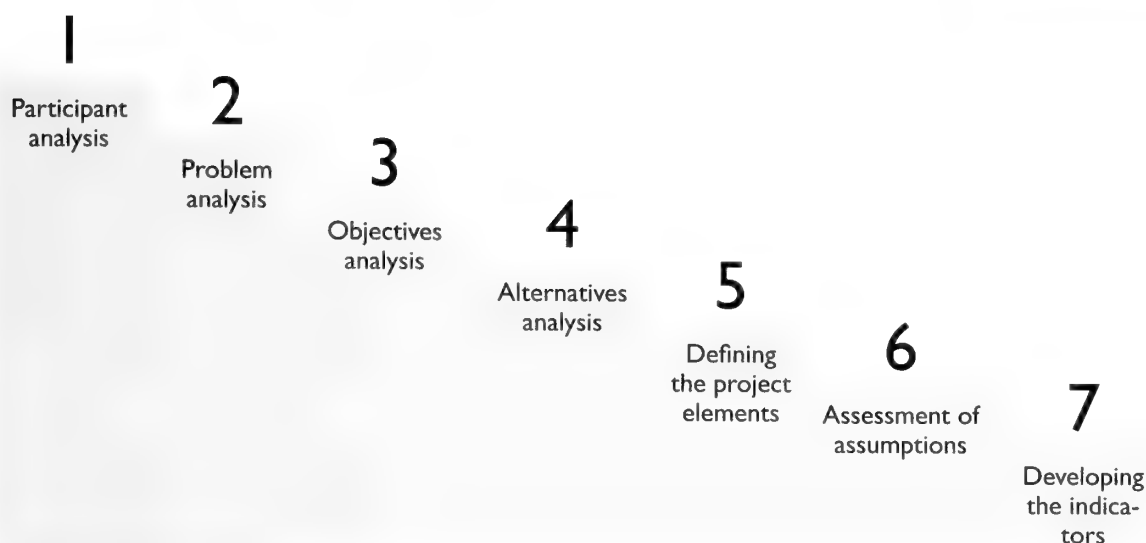 1
Participant
analysis
2
Problem
analysis
3
Objectives
analysis
4
Alternatives
analysis
5
Defining
the project
elements
6
Assessment of
assumptions
7
Developing
the indica-
tors